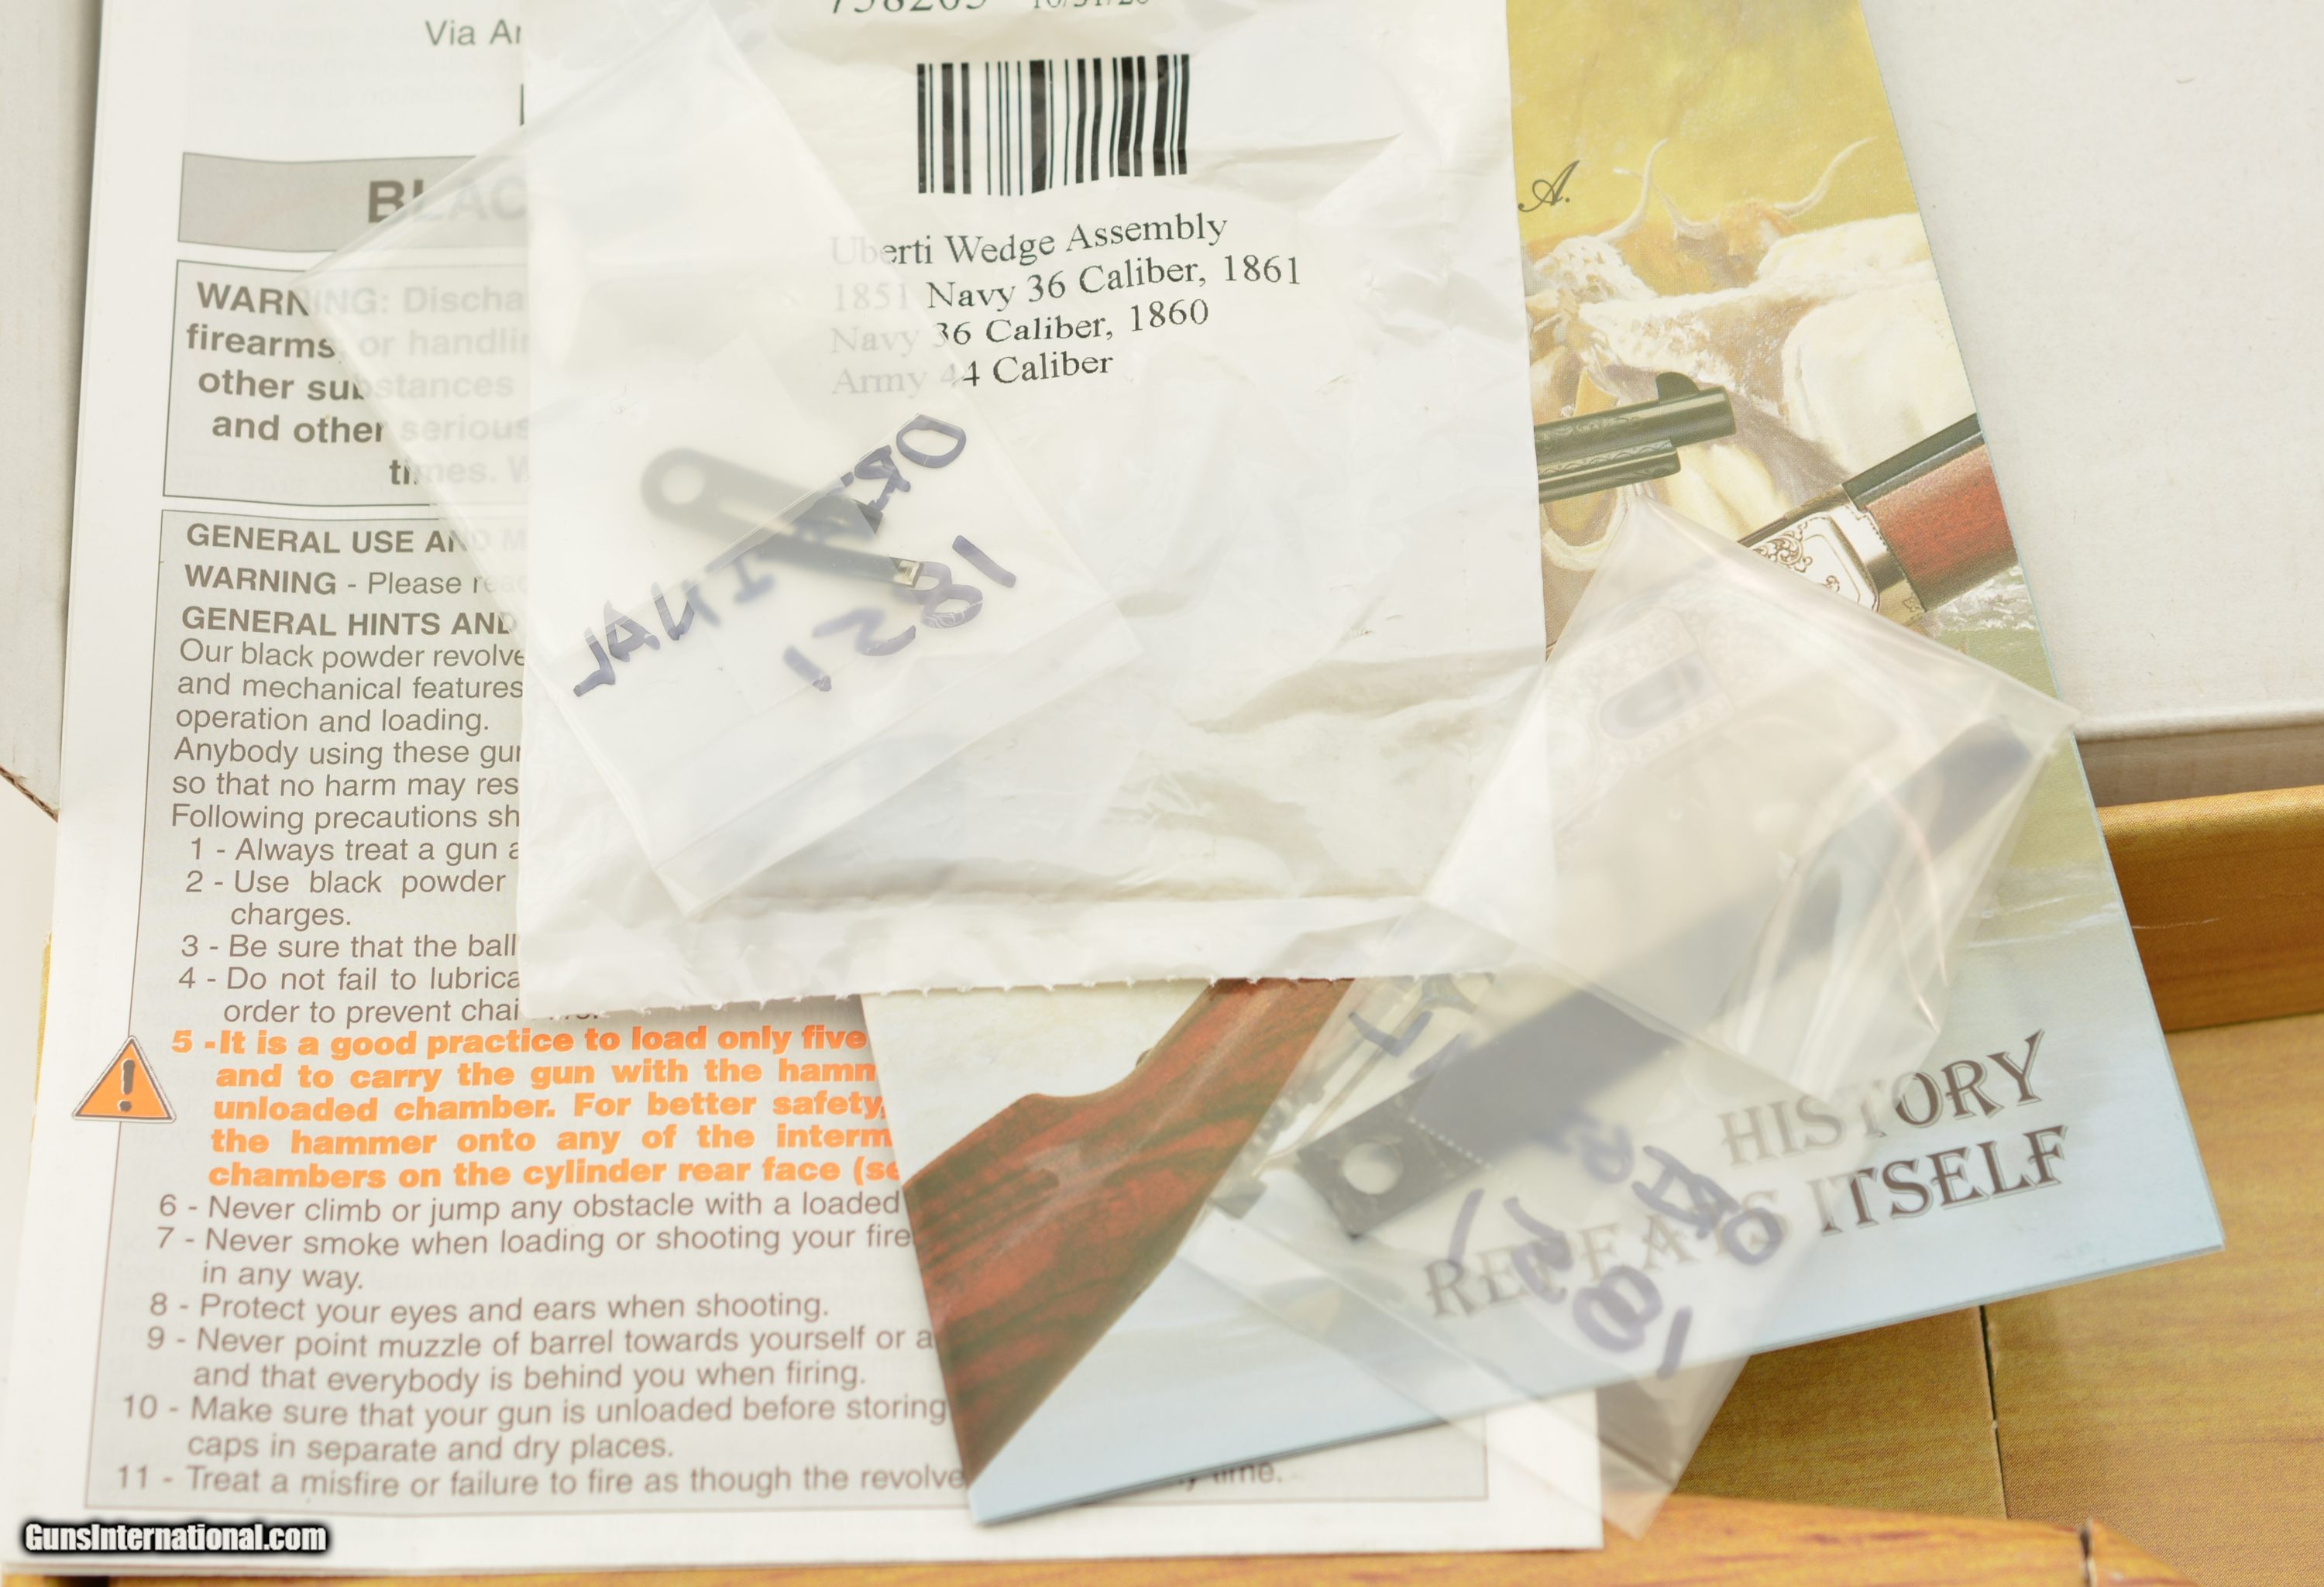 Via
WARNING: Discha
firearms or handli
other substances
and other serious
times. W
GENERAL USE AND M
WARNING - Please read
GENERAL HINTS AND
Our black powder revolve
and mechanical features
operation and loading.
Anybody using these gun
so that no harm may res
Following precautions sh
1 - Always treat a gun a
2 - Use black powder
charges.
3 - Be sure that the ball
4 - Do not fail to lubrica
order to prevent chai
5 -It is a good practice to load only five
and to carry the gun with the hamm
unloaded chamber. For better safety,
the hammer onto any of the interm
chambers on the cylinder rear face (se
6 - Never climb or jump any obstacle with a loaded
7 - Never smoke when loading or shooting your fire
in any way.
8 - Protect your eyes and ears when shooting.
9 - Never point muzzle of barrel towards yourself or a
and that everybody is behind you when firing.
10 - Make sure that your gun is unloaded before storing
caps in separate and dry places.
11 - Treat a misfire or failure to fire as though the revolve
time.
Uberti Wedge Assembly
1851 Navy 36 Caliber, 1861
Navy 36 Caliber, 1860
Army 44 Caliber
ORIGINAL
1851
A.
HISTORY
REPEATS ITSELF
1851
GunsInternational.com